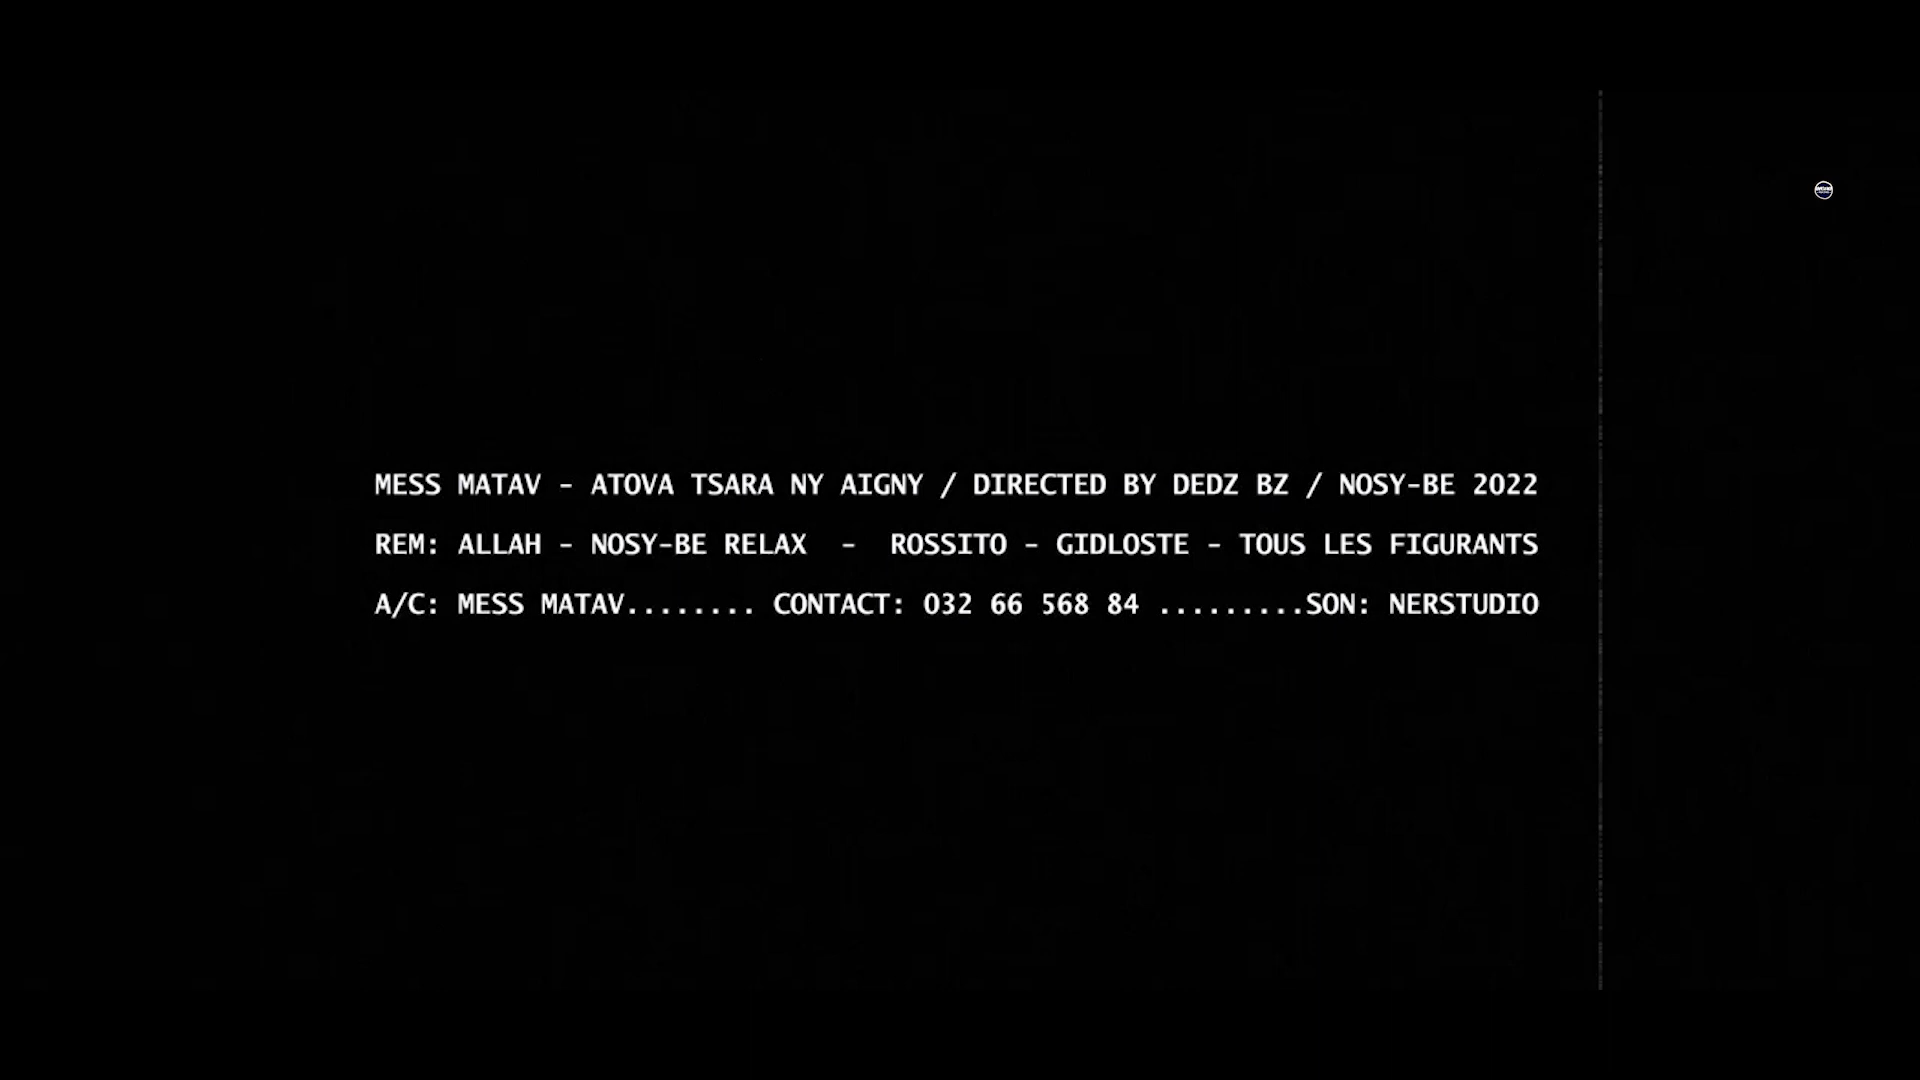 MESS MATAV - ATOVA TSARA NY AIGNY / DIRECTED BY DEDZ BZ / NOSY-BE 2022
REM: ALLAH - NOSY-BE RELAX - ROSSITO - GIDLOSTE - TOUS LES FIGURANTS
A/C: MESS MATAV........ CONTACT: 032 66 568 84 .........SON: NERSTUDIO